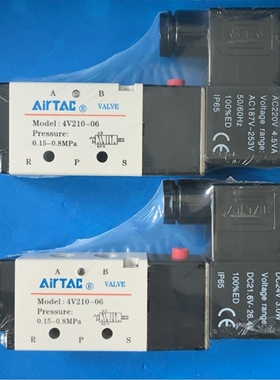 A B
AirTAC ® VALVE
Model: 4V210-06
Pressure:
0.15-0.8MPa
R P S
AC220V 4.5VA
Voltage range:
AC187V-253V
50/60Hz
100%ED
IP65
A B
AirTAC ® VALVE
Model: 4V210-06
Pressure:
0.15-0.8MPa
R P S
DC24V 3.0W
Voltage range:
DC21.6V-26.4V
100%ED
IP65